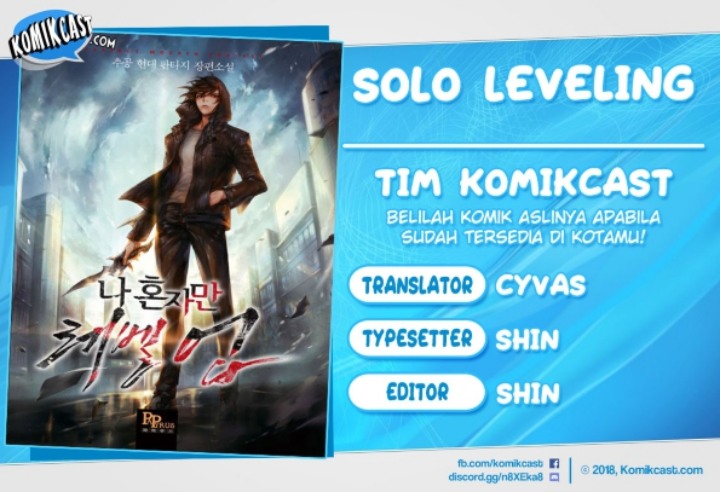 KOMIKCAST
.COM
수공 현대 판타지 장편소설
나 혼자만
레벨 업
PAPYRUS
SOLO LEVELING
TIM KOMIKCAST
BELILAH KOMIK ASLINYA APABILA
SUDAH TERSEDIA DI KOTAMU!
TRANSLATOR CYVAS
TYPESETTER SHIN
EDITOR SHIN
fb.com/komikcast
discord.gg/n8XEka8
© 2018, Komikcast.com